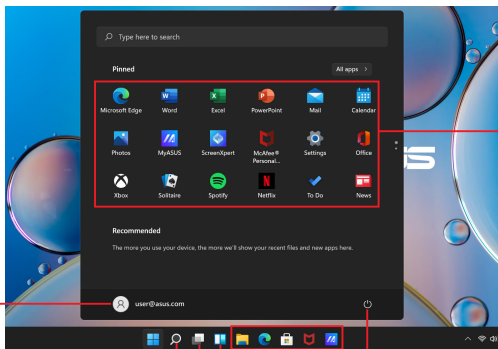 Type here to search
Pinned
All apps >
Microsoft Edge
Word
Excel
PowerPoint
Mail
Calendar
Photos
MyASUS
ScreenXpert
McAfee®
Personal...
Settings
Office
Xbox
Solitaire
Spotify
Netflix
To Do
News
Recommended
The more you use your device, the more we'll show your recent files and new apps here.
user@asus.com